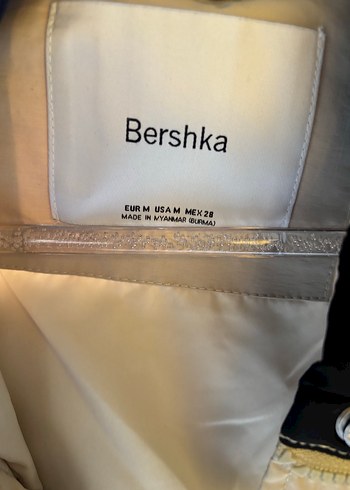 Bershka
EUR M USA M MEX 28
MADE IN MYANMAR (BURMA)